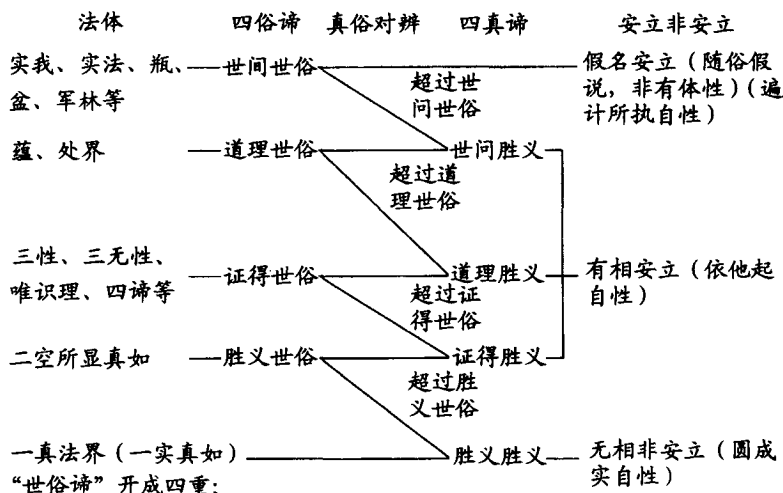 法体 四俗谛 真俗对辨 四真谛 安立非安立
实我、实法、瓶、
盆、军林等
世间世俗
超过世
问世俗
假名安立（随俗假
说，非有体性）（遍
计所执自性）
蕴、处界
道理世俗
世问胜义
超过道
理世俗
三性、三无性、
唯识理、四谛等
证得世俗
道理胜义
超过证
得世俗
有相安立（依他起
自性）
二空所显真如
胜义世俗
证得胜义
超过胜
义世俗
一真法界（一实真如）
胜义胜义
无相非安立（圆成
实自性）
“世俗谛”开成四重：